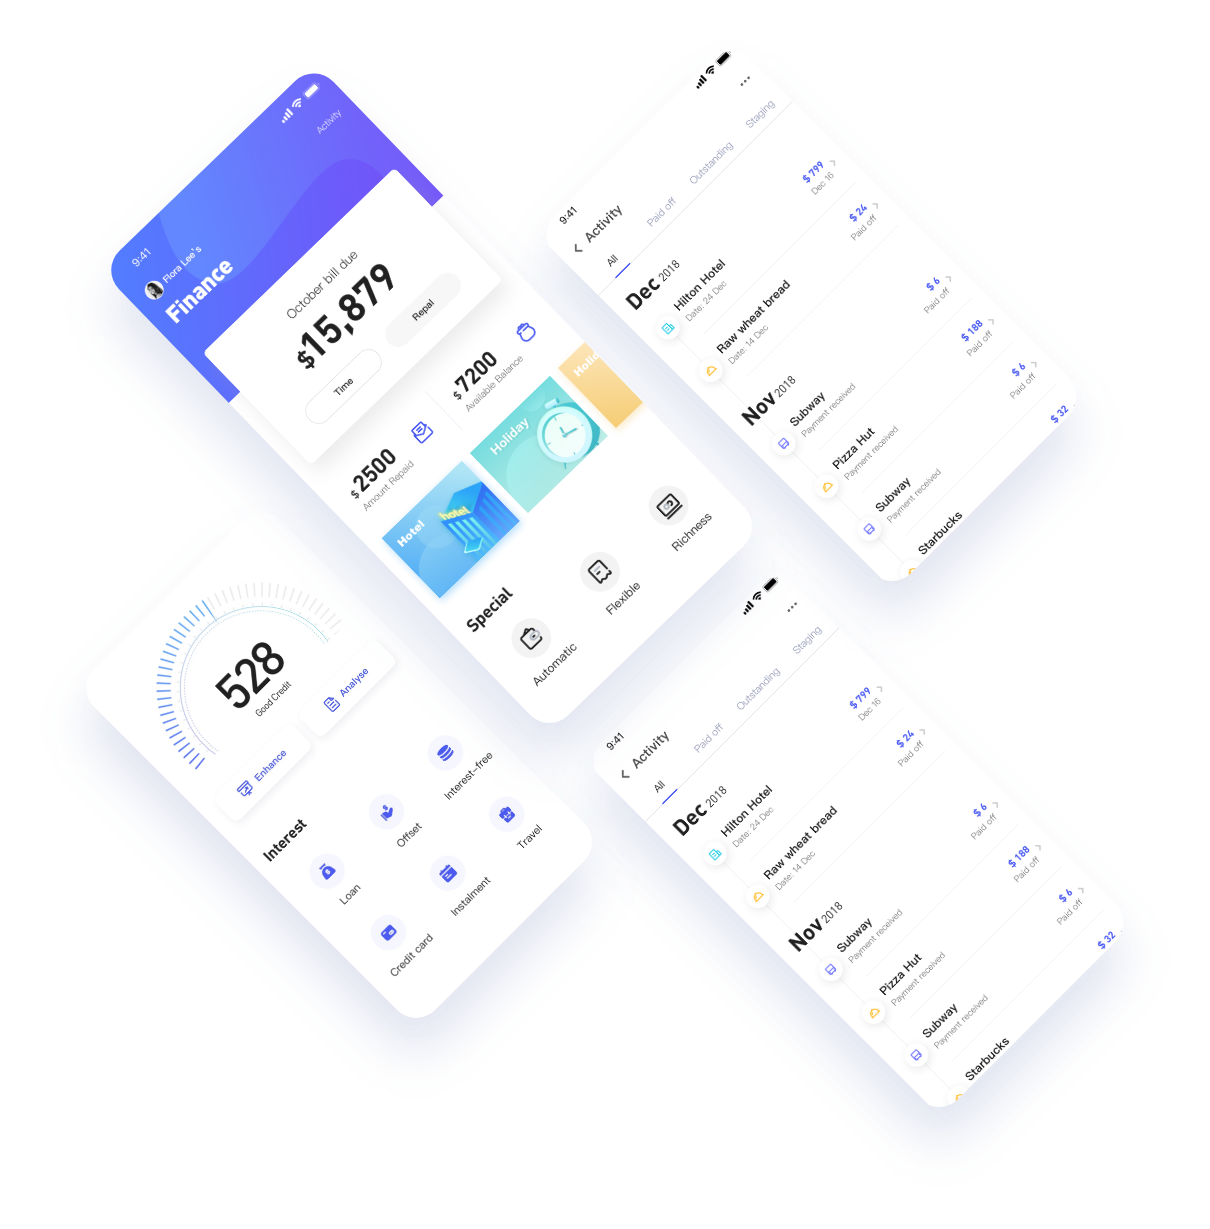 9:41
Activity
Flora Lee's
Finance
October bill due
$15,879
Time
Repal
$2500
Amount Repaid
$7200
Available Balance
Hotel
hotel
Holiday
Holid
Special
Automatic
Flexible
Richness
528
Good Credit
Enhance
Analyse
Interest
Loan
Offset
Interest-free
Credit card
Instalment
Travel
9:41
Activity
All
Paid off
Outstanding
Staging
Dec 2018
Hilton Hotel
Date: 24 Dec
$ 799
Dec 16
Raw wheat bread
Date: 14 Dec
$ 24
Paid off
Nov 2018
Subway
Payment received
$ 6
Paid off
Pizza Hut
Payment received
$ 188
Paid off
Subway
Payment received
$ 6
Paid off
Starbucks
$ 32
9:41
Activity
All
Paid off
Outstanding
Staging
Dec 2018
Hilton Hotel
Date: 24 Dec
$ 799
Dec 16
Raw wheat bread
Date: 14 Dec
$ 24
Paid off
Nov 2018
Subway
Payment received
$ 6
Paid off
Pizza Hut
Payment received
$ 188
Paid off
Subway
Payment received
$ 6
Paid off
Starbucks
$ 32